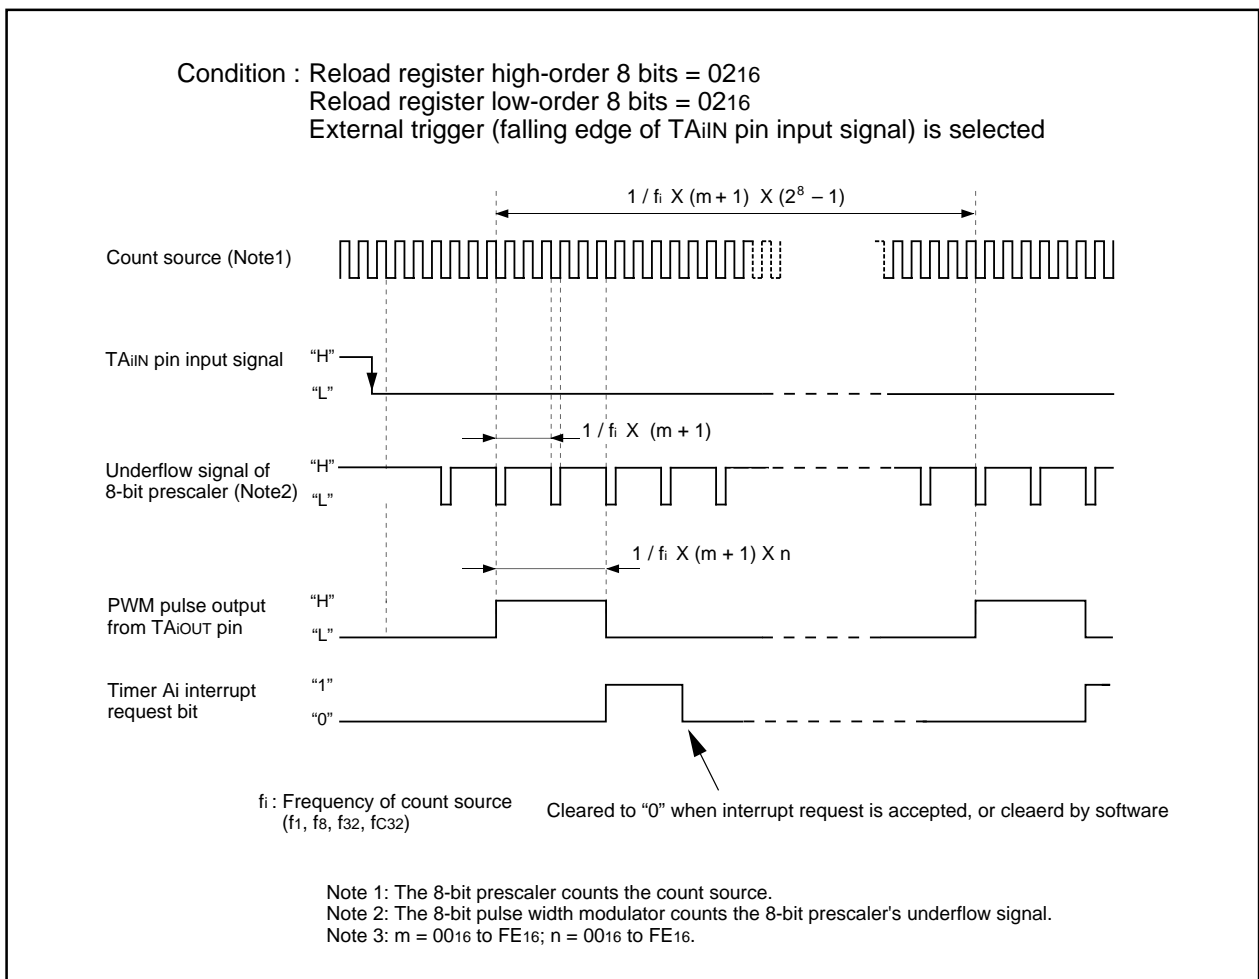 Condition : Reload register high-order 8 bits = 0216
Reload register low-order 8 bits = 0216
External trigger (falling edge of TAiIN pin input signal) is selected
1 / fi X (m + 1) X (2⁸ – 1)
Count source (Note1)
TAiIN pin input signal
“H”
“L”
1 / fi X (m + 1)
Underflow signal of
8-bit prescaler (Note2)
“H”
“L”
1 / fi X (m + 1) X n
PWM pulse output
from TAiOUT pin
“H”
“L”
Timer Ai interrupt
request bit
“1”
“0”
fi : Frequency of count source
(f1, f8, f32, fC32)
Cleared to “0” when interrupt request is accepted, or cleaerd by software
Note 1: The 8-bit prescaler counts the count source.
Note 2: The 8-bit pulse width modulator counts the 8-bit prescaler's underflow signal.
Note 3: m = 0016 to FE16; n = 0016 to FE16.